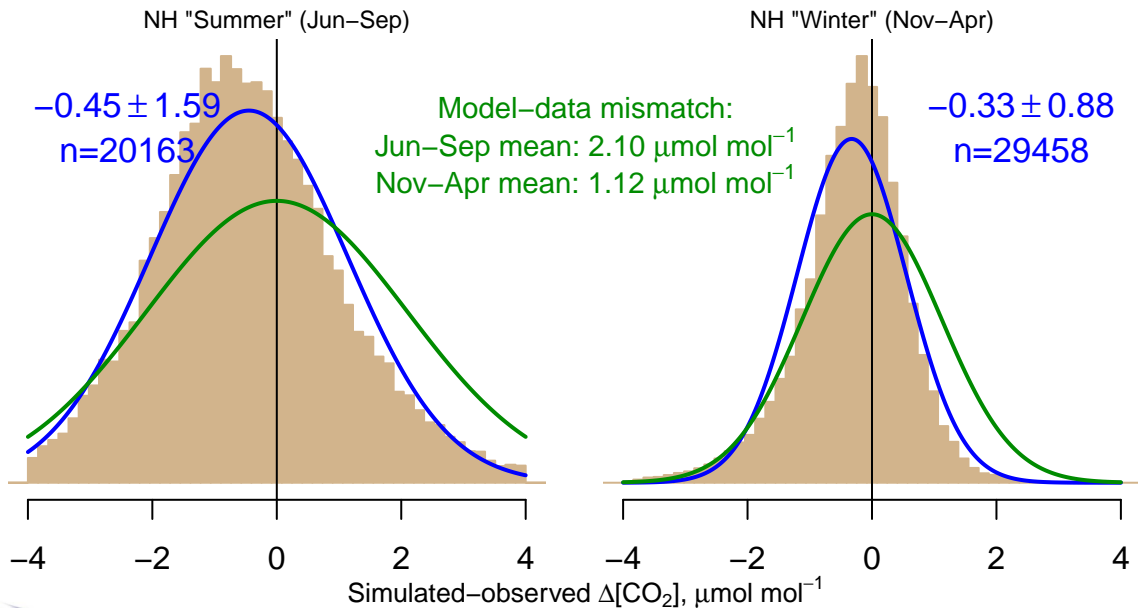 NH "Summer" (Jun−Sep)
NH "Winter" (Nov−Apr)
−0.45 ± 1.59
n=20163
Model−data mismatch:
Jun−Sep mean: 2.10 μmol mol⁻¹
Nov−Apr mean: 1.12 μmol mol⁻¹
−0.33 ± 0.88
n=29458
−4 −2 0 2 4
−4 −2 0 2 4
Simulated−observed Δ[CO₂], μmol mol⁻¹